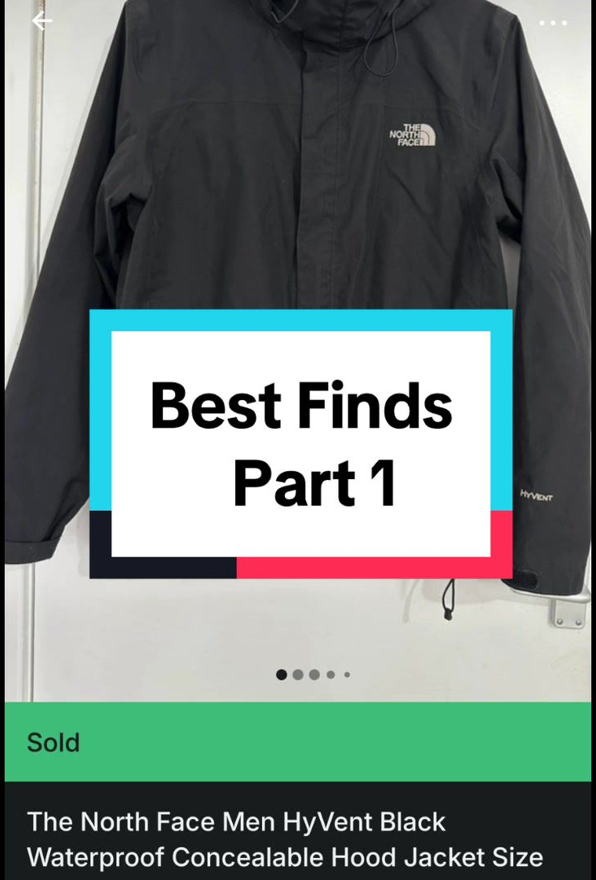 THE
NORTH
FACE
Best Finds
Part 1
HYVENT
Sold
The North Face Men HyVent Black
Waterproof Concealable Hood Jacket Size